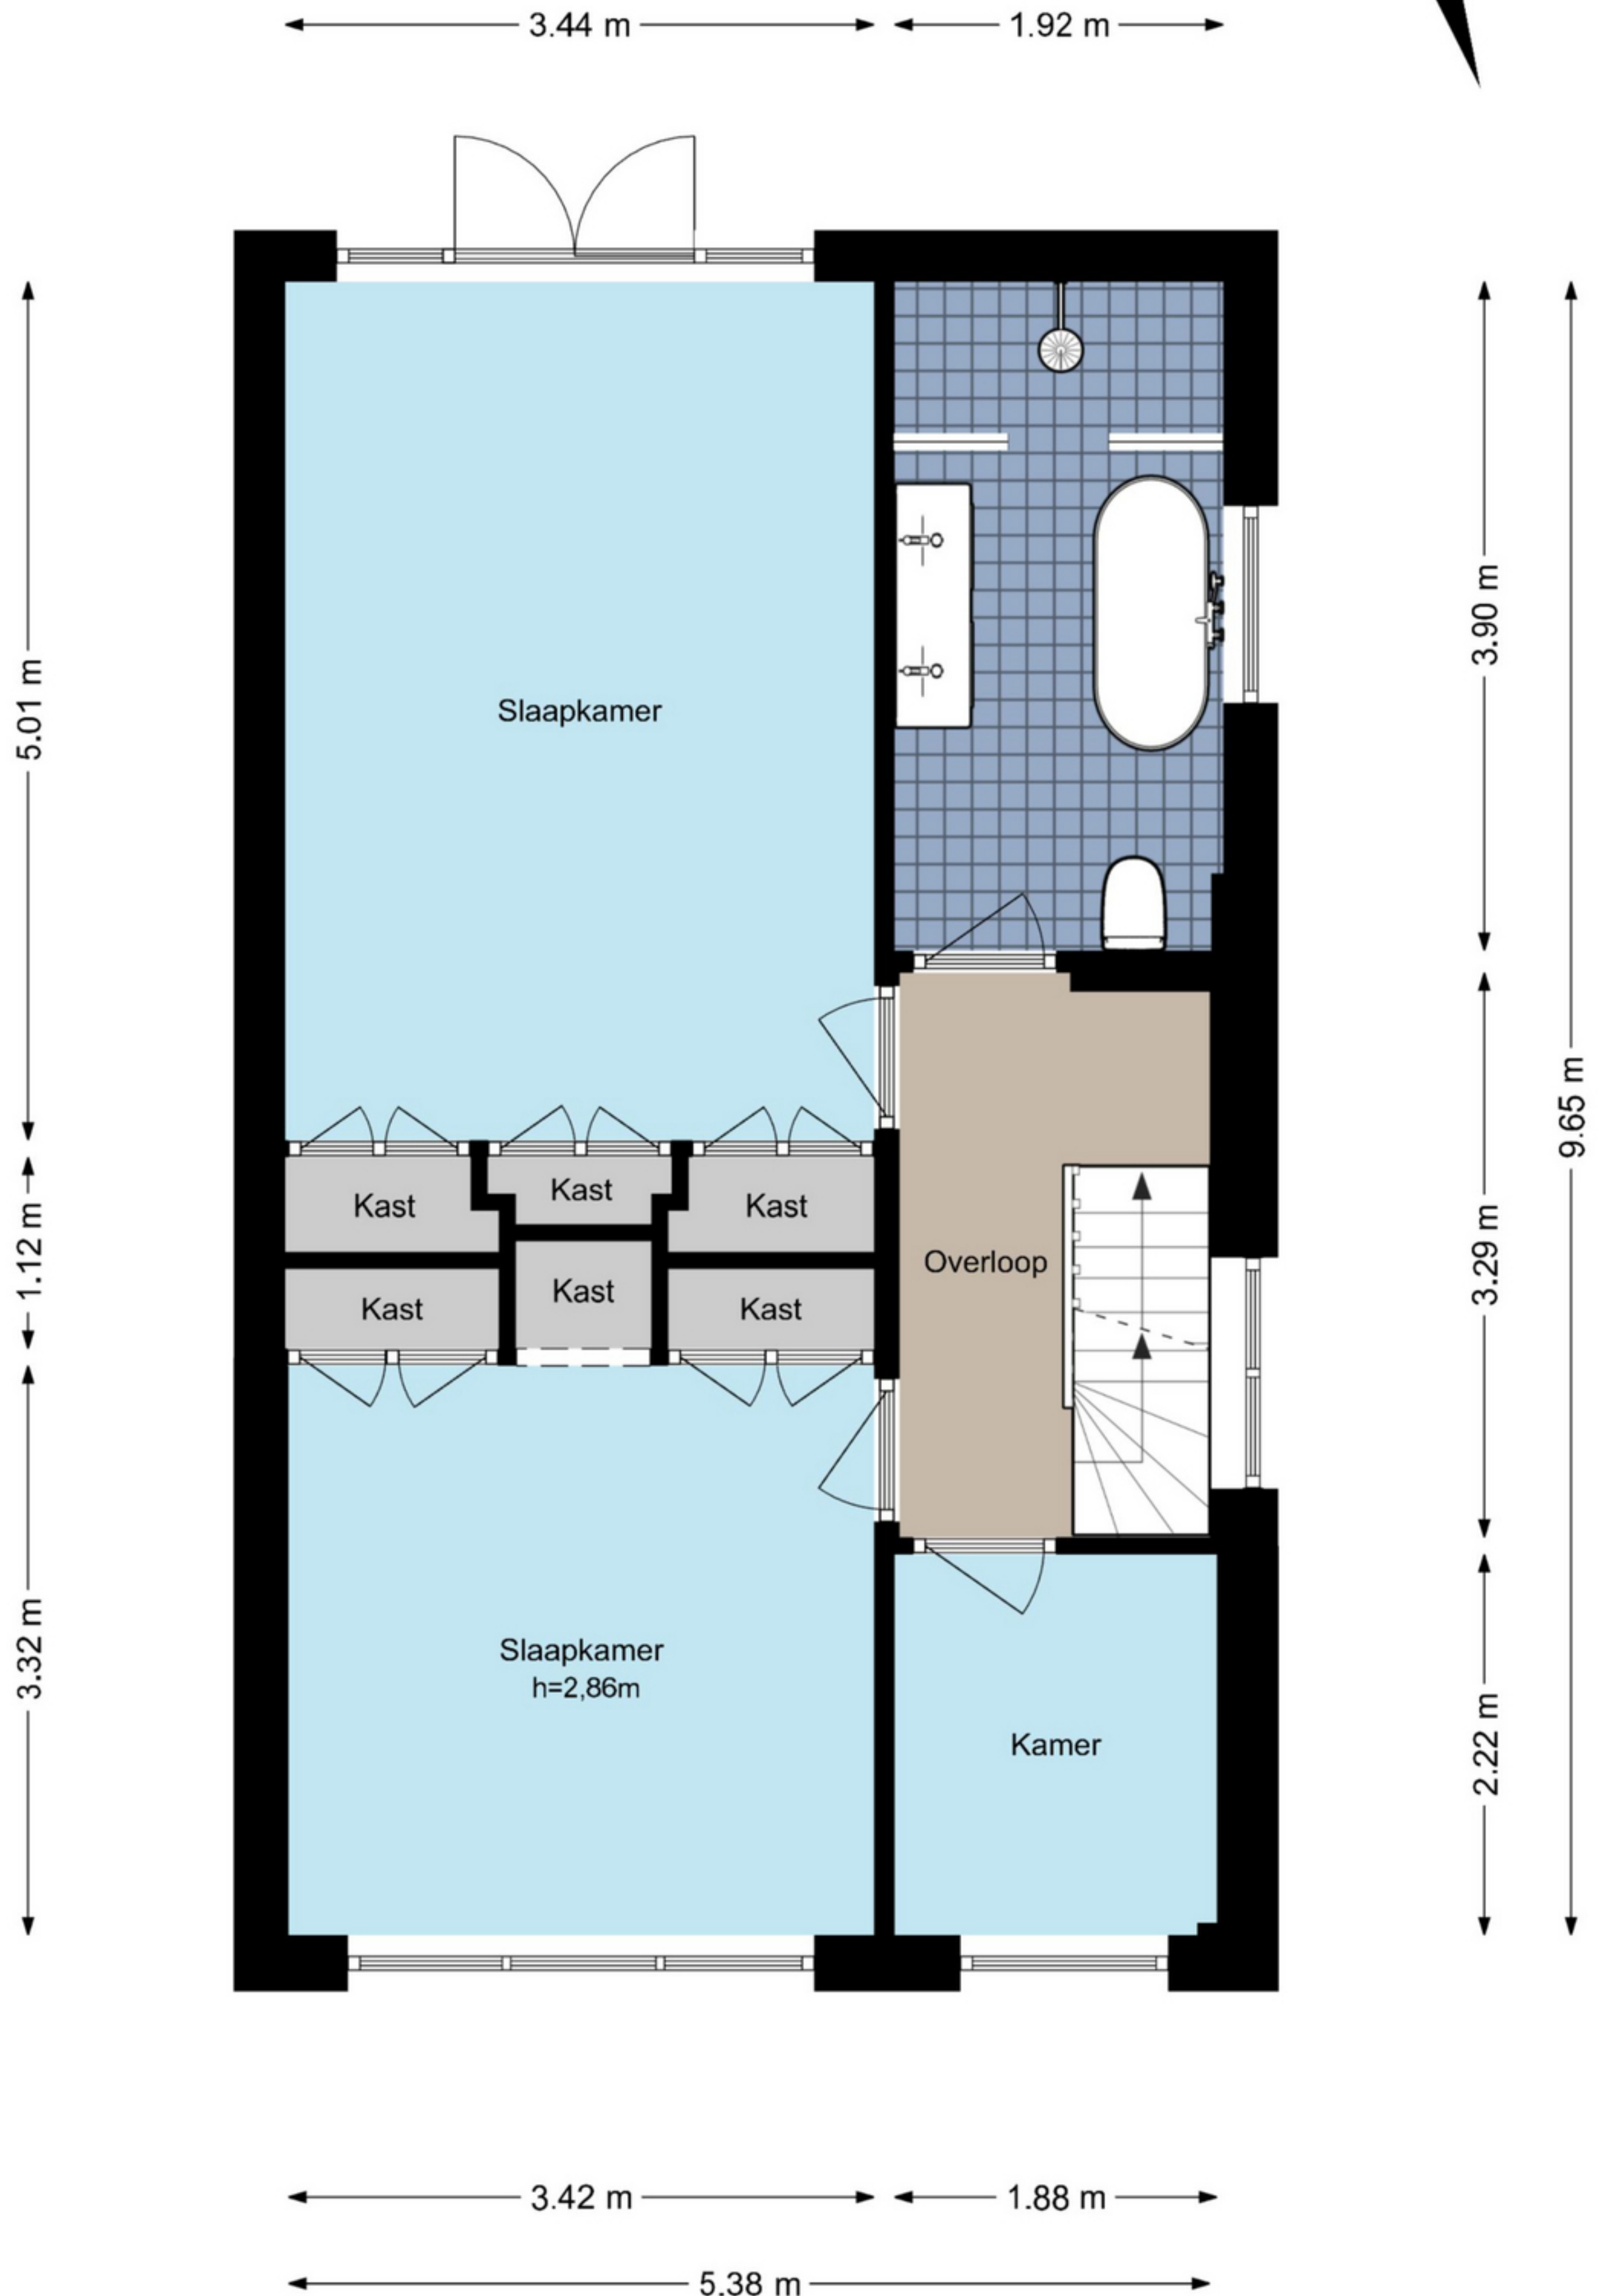 3.44 m
1.92 m
5.01 m
3.90 m
Slaapkamer
9.65 m
Kast
Kast
Kast
1.12 m
Kast
Kast
Kast
Overloop
3.29 m
3.32 m
Slaapkamer
h=2,86m
Kamer
2.22 m
3.42 m
1.88 m
5.38 m